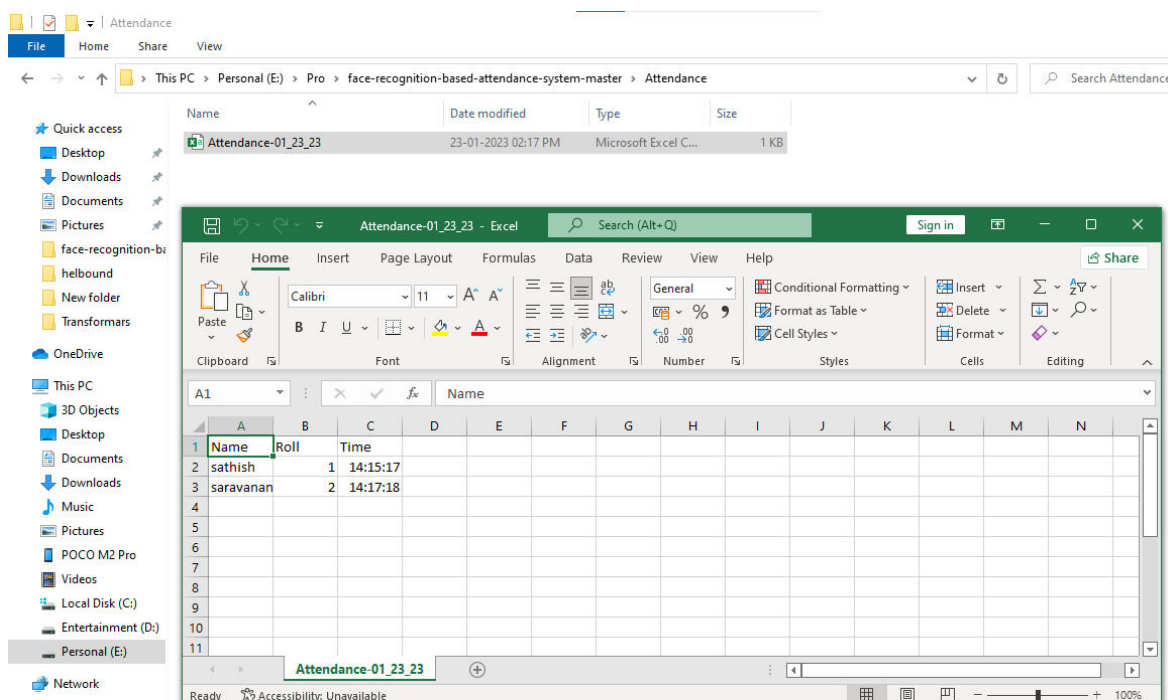 Attendance
File Home Share View
This PC > Personal (E:) > Pro > face-recognition-based-attendance-system-master > Attendance
Search Attendance
Name Date modified Type Size
Attendance-01_23_23 23-01-2023 02:17 PM Microsoft Excel C... 1 KB
Quick access
Desktop
Downloads
Documents
Pictures
face-recognition-ba
helbound
New folder
Transformars
OneDrive
This PC
3D Objects
Desktop
Documents
Downloads
Music
Pictures
POCO M2 Pro
Videos
Local Disk (C:)
Entertainment (D:)
Personal (E:)
Network
Attendance-01_23_23 - Excel
Search (Alt+Q)
Sign in
File Home Insert Page Layout Formulas Data Review View Help
Share
Paste
Calibri 11
B I U
A A
ab
General
% 9
Conditional Formatting
Format as Table
Cell Styles
Insert
Delete
Format
Clipboard Font Alignment Number Styles Cells Editing
A1 fx Name
A B C D E F G H I J K L M N
1 Name Roll Time
2 sathish 1 14:15:17
3 saravanan 2 14:17:18
4
5
6
7
8
9
10
11
Attendance-01_23_23
Ready Accessibility: Unavailable 100%